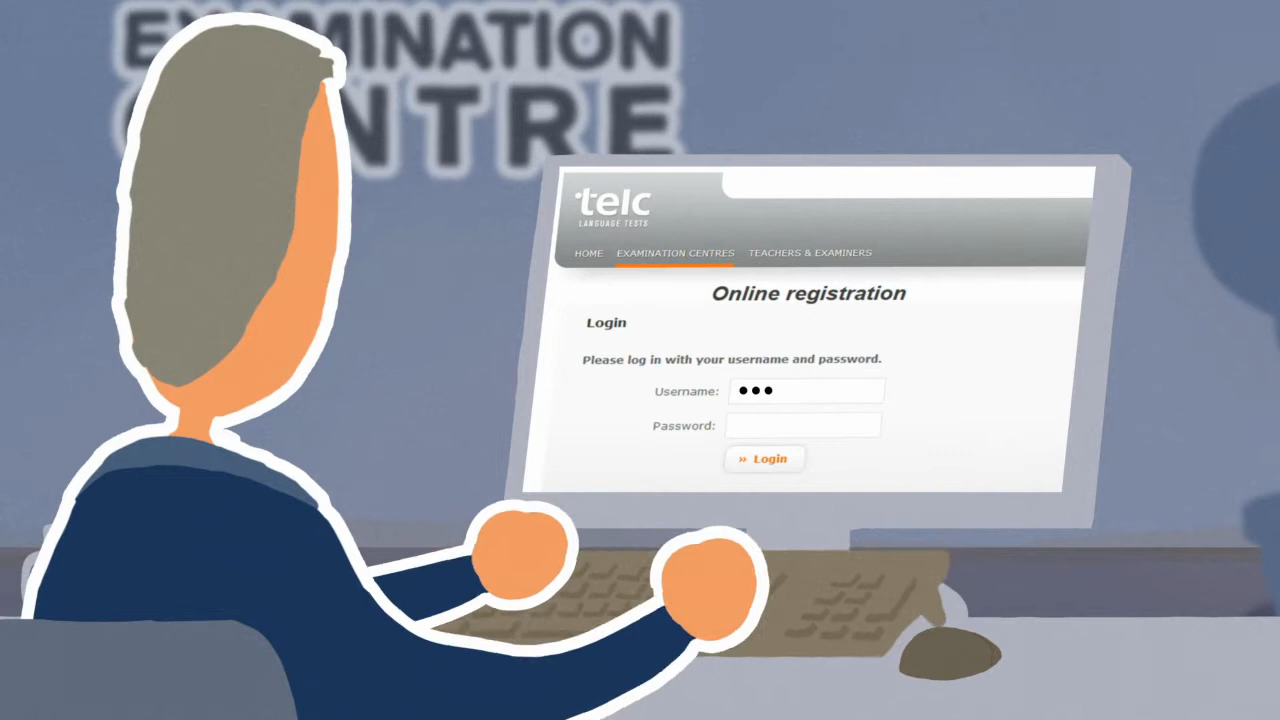 EXAMINATION
CENTRE
telc
LANGUAGE TESTS
HOME EXAMINATION CENTRES TEACHERS & EXAMINERS
Online registration
Login
Please log in with your username and password.
Username: •••
Password:
» Login